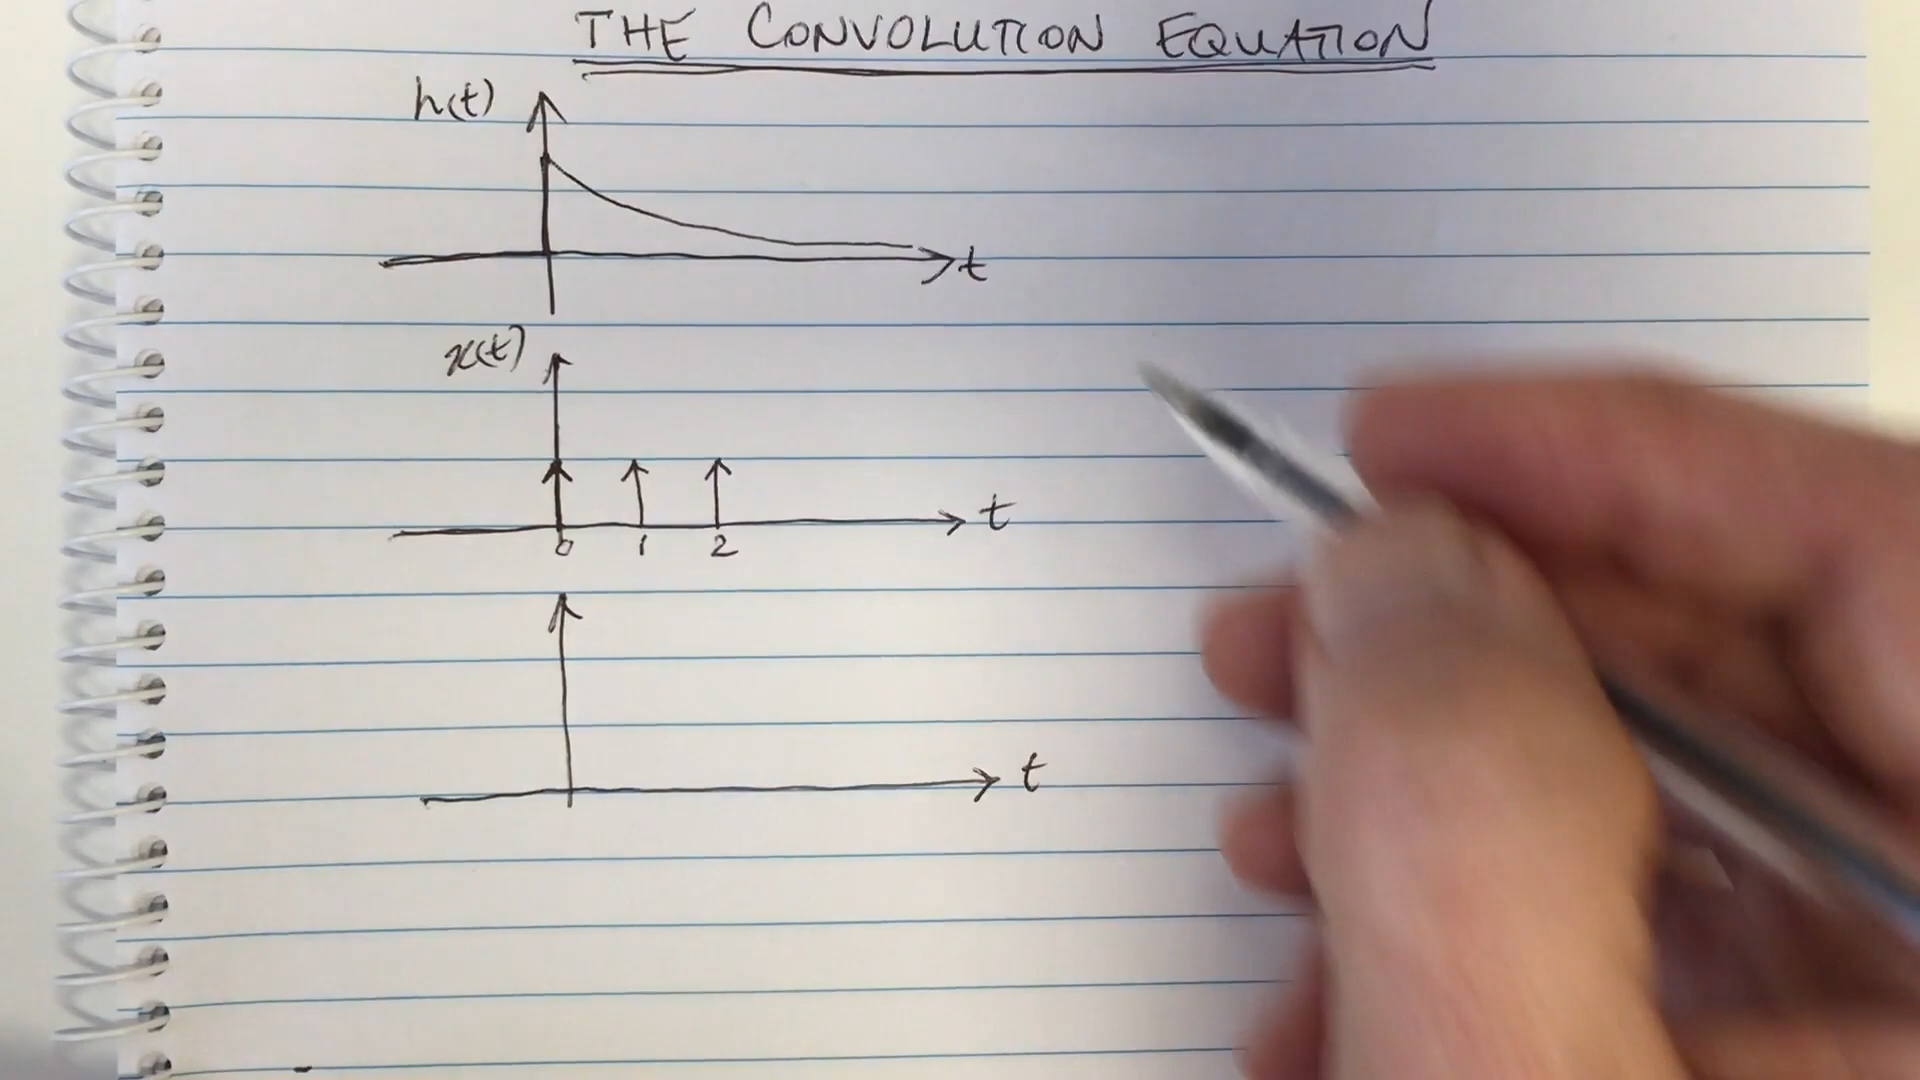 THE CONVOLUTION EQUATION
h(t)
t
x(t)
t
0 1 2
t